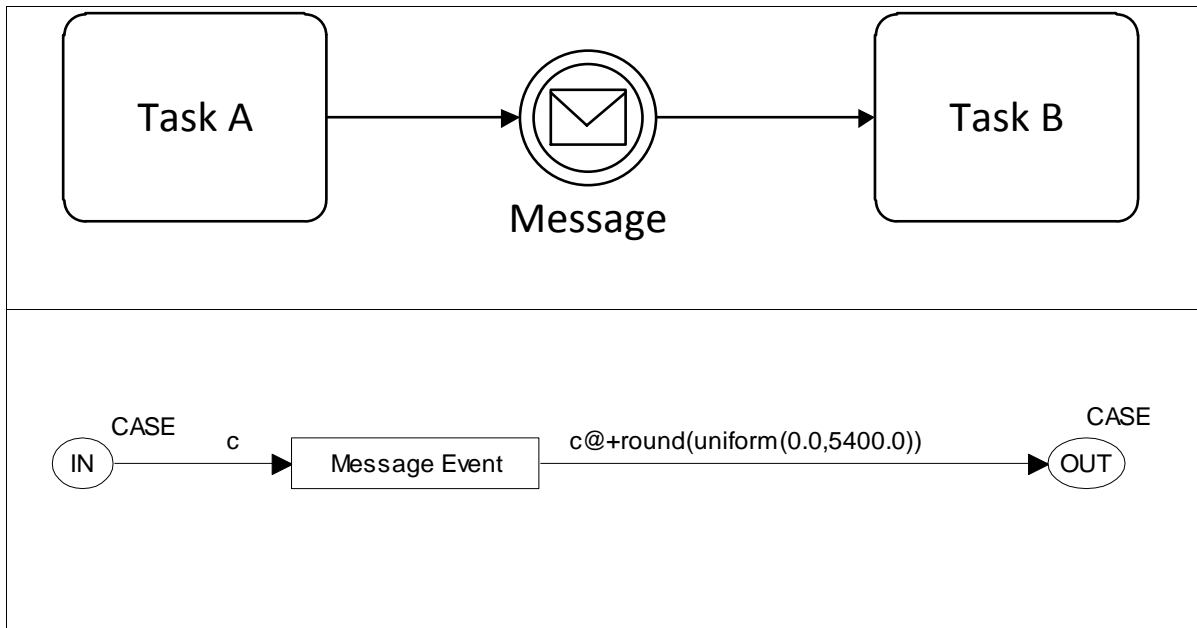 Task A
Task B
Message
CASE
CASE
c
c@+round(uniform(0.0,5400.0))
IN
Message Event
OUT